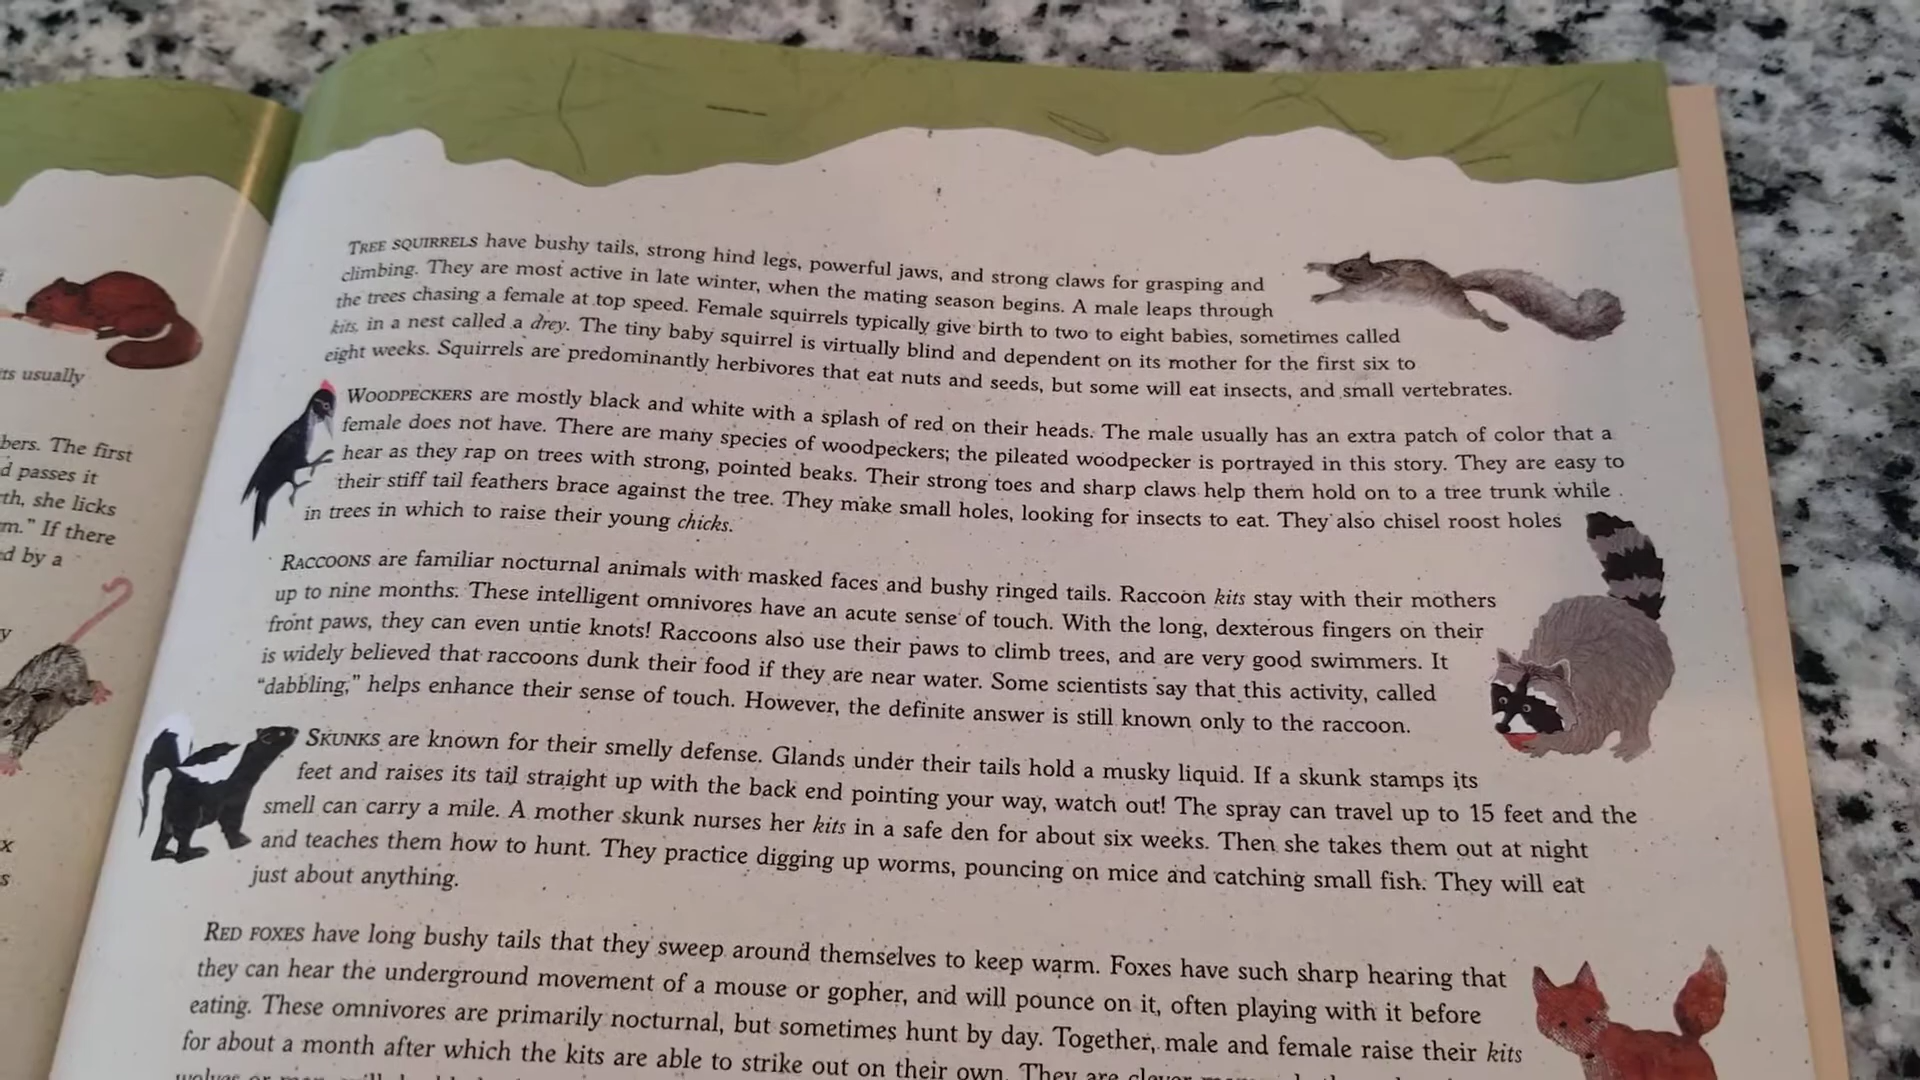 ts usually
bers. The first
d passes it
th, she licks
m." If there
d by a
y
x
s
TREE SQUIRRELS have bushy tails, strong hind legs, powerful jaws, and strong claws for grasping and
climbing. They are most active in late winter, when the mating season begins. A male leaps through
the trees chasing a female at top speed. Female squirrels typically give birth to two to eight babies, sometimes called
kits, in a nest called a drey. The tiny baby squirrel is virtually blind and dependent on its mother for the first six to
eight weeks. Squirrels are predominantly herbivores that eat nuts and seeds, but some will eat insects, and small vertebrates.
WOODPECKERS are mostly black and white with a splash of red on their heads. The male usually has an extra patch of color that a
female does not have. There are many species of woodpeckers; the pileated woodpecker is portrayed in this story. They are easy to
hear as they rap on trees with strong, pointed beaks. Their strong toes and sharp claws help them hold on to a tree trunk while
their stiff tail feathers brace against the tree. They make small holes, looking for insects to eat. They also chisel roost holes
in trees in which to raise their young chicks.
RACCOONS are familiar nocturnal animals with masked faces and bushy ringed tails. Raccoon kits stay with their mothers
up to nine months. These intelligent omnivores have an acute sense of touch. With the long, dexterous fingers on their
front paws, they can even untie knots! Raccoons also use their paws to climb trees, and are very good swimmers. It
is widely believed that raccoons dunk their food if they are near water. Some scientists say that this activity, called
"dabbling," helps enhance their sense of touch. However, the definite answer is still known only to the raccoon.
SKUNKS are known for their smelly defense. Glands under their tails hold a musky liquid. If a skunk stamps its
feet and raises its tail straight up with the back end pointing your way, watch out! The spray can travel up to 15 feet and the
smell can carry a mile. A mother skunk nurses her kits in a safe den for about six weeks. Then she takes them out at night
and teaches them how to hunt. They practice digging up worms, pouncing on mice and catching small fish. They will eat
just about anything.
RED FOXES have long bushy tails that they sweep around themselves to keep warm. Foxes have such sharp hearing that
they can hear the underground movement of a mouse or gopher, and will pounce on it, often playing with it before
eating. These omnivores are primarily nocturnal, but sometimes hunt by day. Together, male and female raise their kits
for about a month after which the kits are able to strike out on their own. They are